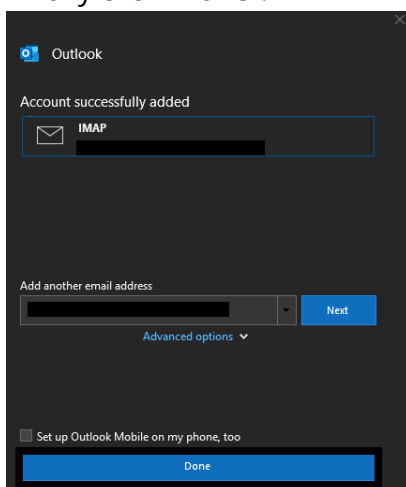 Outlook
Account successfully added
IMAP
Add another email address
Next
Advanced options
Set up Outlook Mobile on my phone, too
Done